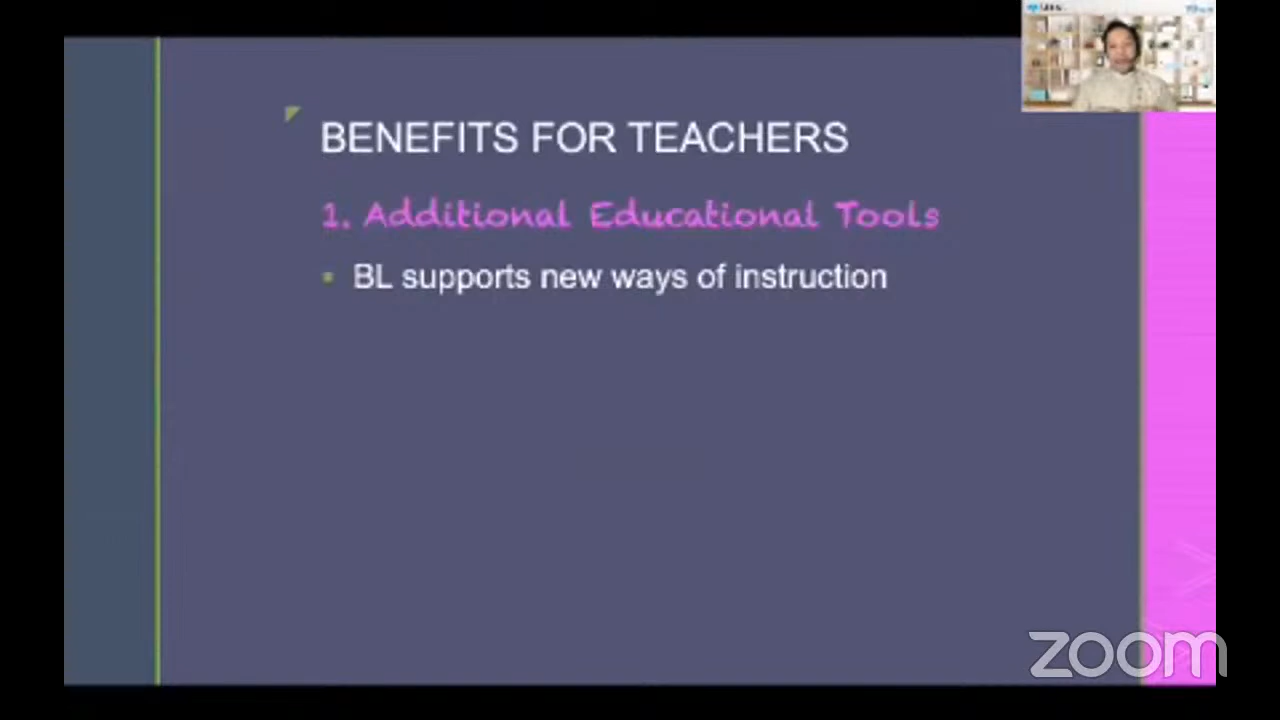 BENEFITS FOR TEACHERS
1. Additional Educational Tools
BL supports new ways of instruction
zoom